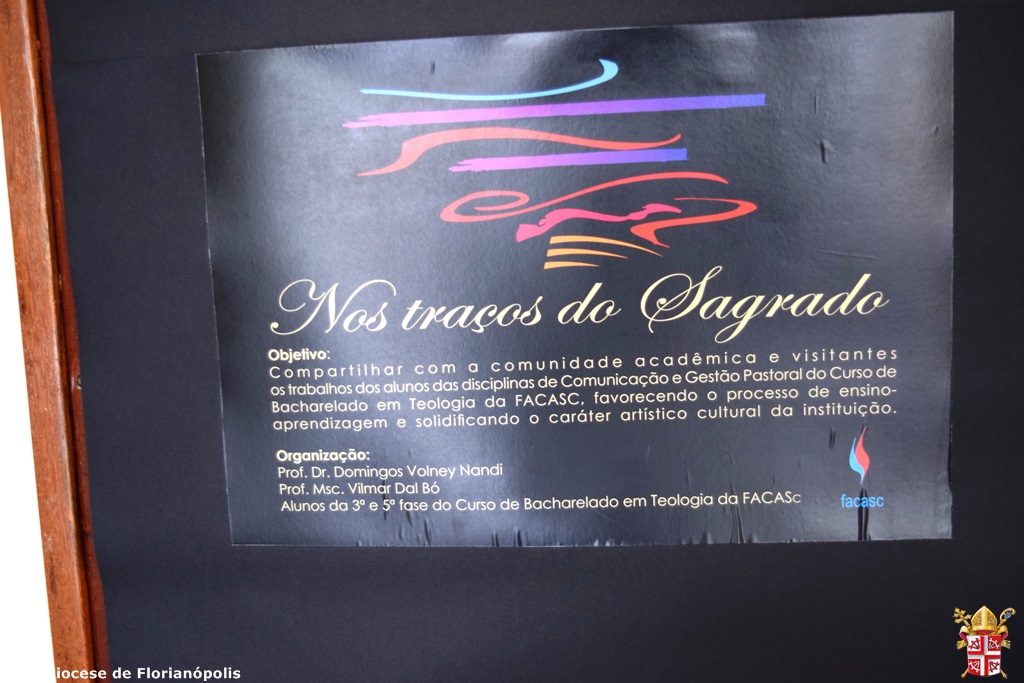 Nos traços do Sagrado
Objetivo:
Compartilhar com a comunidade acadêmica e visitantes
os trabalhos dos alunos das disciplinas de Comunicação e Gestão Pastoral do Curso de
Bacharelado em Teologia da FACASC, favorecendo o processo de ensino-
aprendizagem e solidificando o caráter artístico cultural da instituição.
Organização:
Prof. Dr. Domingos Volney Nandi
Prof. Msc. Vilmar Dal Bó
Alunos da 3ª e 5ª fase do Curso de Bacharelado em Teologia da FACASc
facasc
iocese de Florianópolis